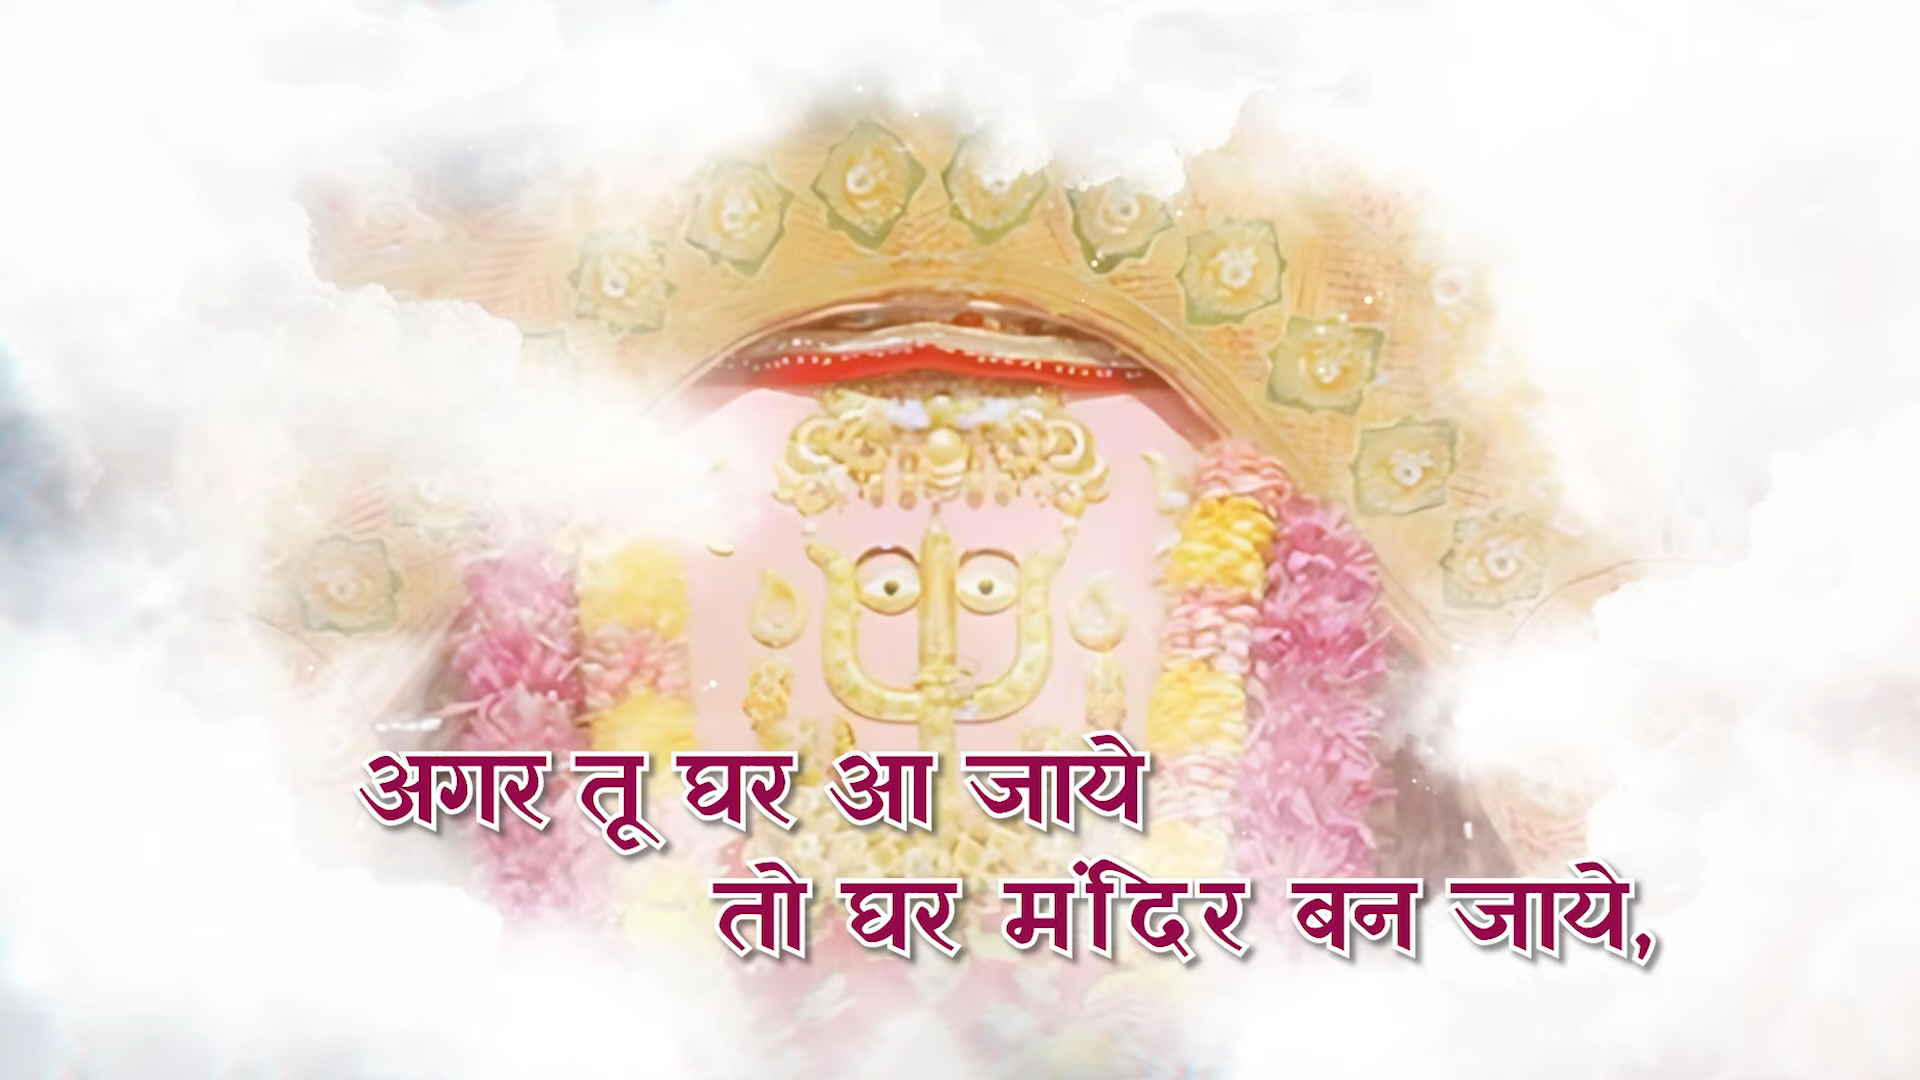 अगर तू घर आ जाये
तो घर मंदिर बन जाये,